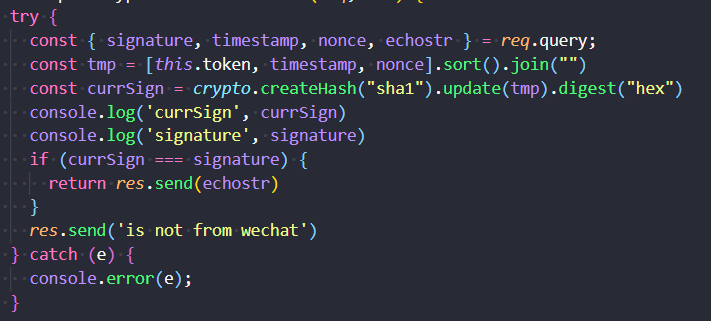 try {
const { signature, timestamp, nonce, echostr } = req.query;
const tmp = [this.token, timestamp, nonce].sort().join("")
const currSign = crypto.createHash("sha1").update(tmp).digest("hex")
console.log('currSign', currSign)
console.log('signature', signature)
if (currSign === signature) {
return res.send(echostr)
}
res.send('is not from wechat')
} catch (e) {
console.error(e);
}